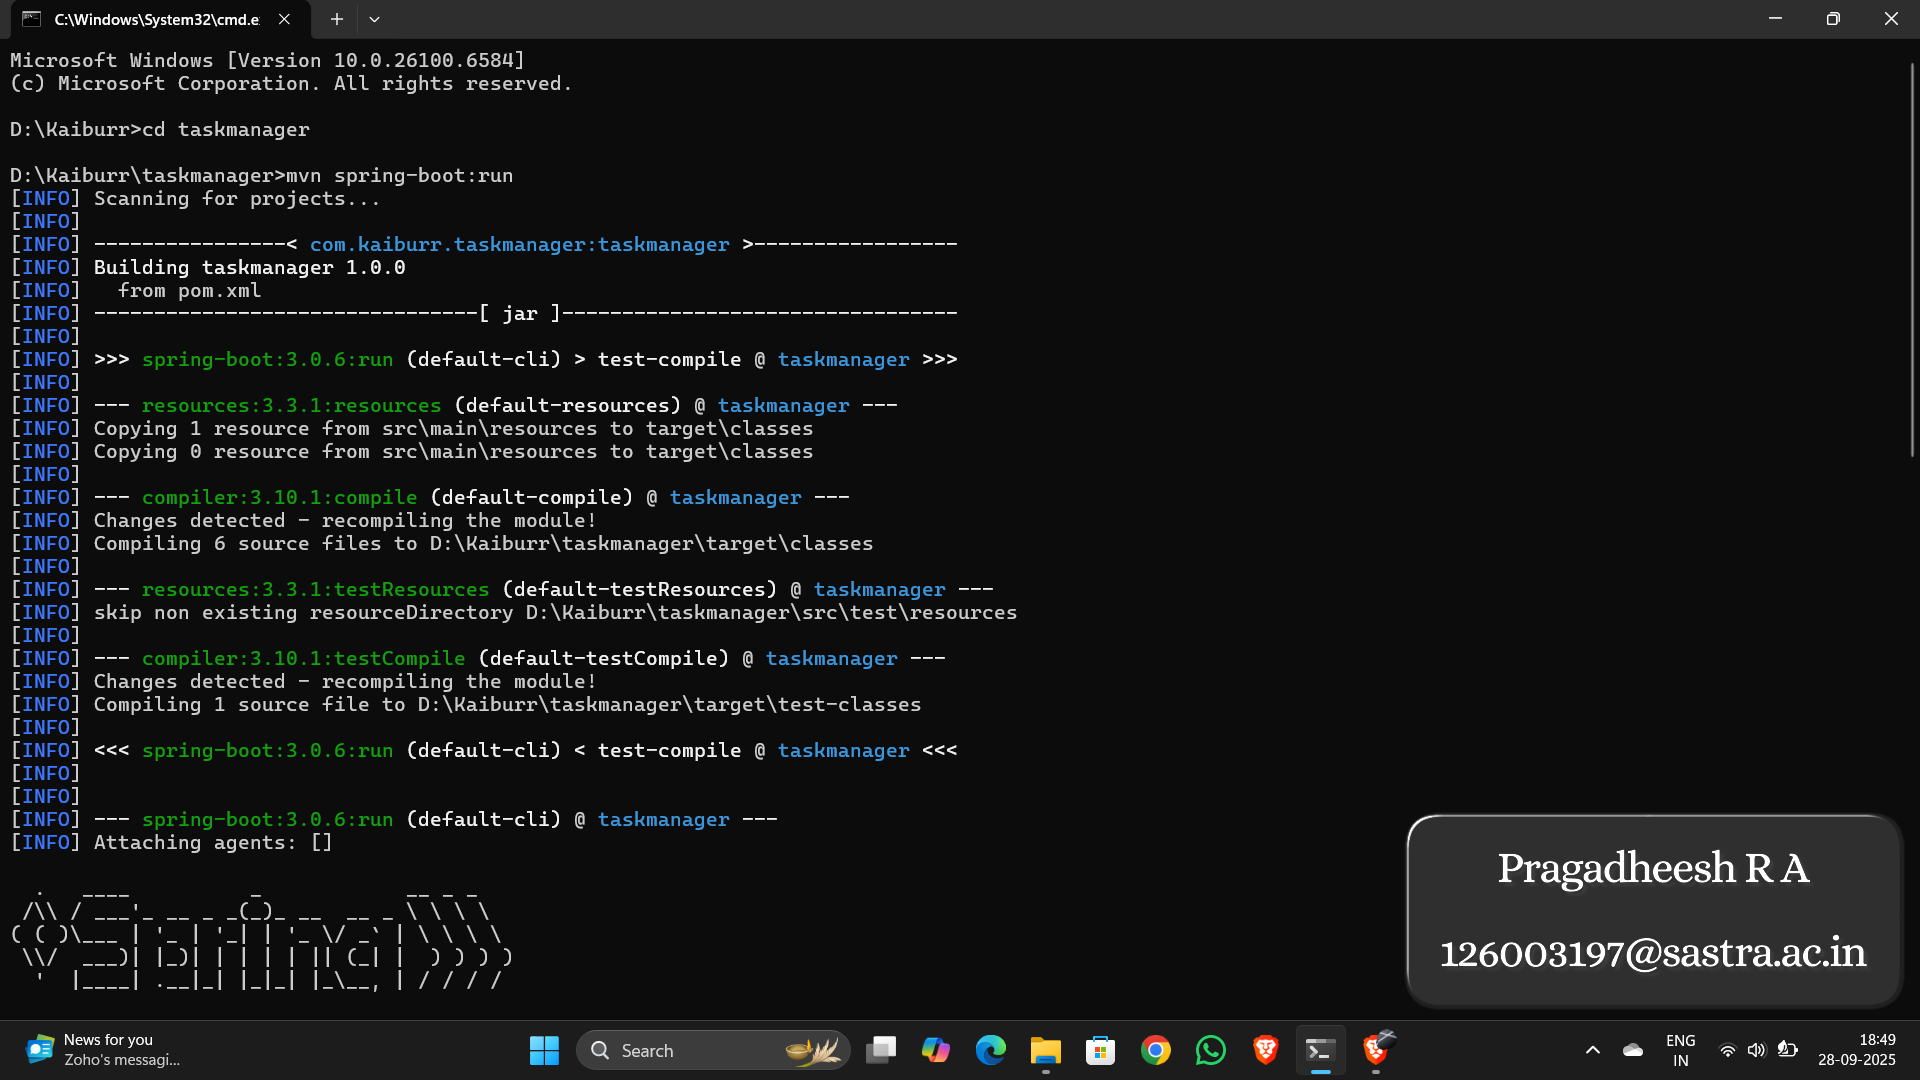 C:\Windows\System32\cmd.e
Microsoft Windows [Version 10.0.26100.6584]
(c) Microsoft Corporation. All rights reserved.
D:\Kaiburr>cd taskmanager
D:\Kaiburr\taskmanager>mvn spring-boot:run
[INFO] Scanning for projects...
[INFO]
[INFO] ----------------< com.kaiburr.taskmanager:taskmanager >-----------------
[INFO] Building taskmanager 1.0.0
[INFO]   from pom.xml
[INFO] --------------------------------[ jar ]---------------------------------
[INFO]
[INFO] >>> spring-boot:3.0.6:run (default-cli) > test-compile @ taskmanager >>>
[INFO]
[INFO] --- resources:3.3.1:resources (default-resources) @ taskmanager ---
[INFO] Copying 1 resource from src\main\resources to target\classes
[INFO] Copying 0 resource from src\main\resources to target\classes
[INFO]
[INFO] --- compiler:3.10.1:compile (default-compile) @ taskmanager ---
[INFO] Changes detected - recompiling the module!
[INFO] Compiling 6 source files to D:\Kaiburr\taskmanager\target\classes
[INFO]
[INFO] --- resources:3.3.1:testResources (default-testResources) @ taskmanager ---
[INFO] skip non existing resourceDirectory D:\Kaiburr\taskmanager\src\test\resources
[INFO]
[INFO] --- compiler:3.10.1:testCompile (default-testCompile) @ taskmanager ---
[INFO] Changes detected - recompiling the module!
[INFO] Compiling 1 source file to D:\Kaiburr\taskmanager\target\test-classes
[INFO]
[INFO] <<< spring-boot:3.0.6:run (default-cli) < test-compile @ taskmanager <<<
[INFO]
[INFO]
[INFO] --- spring-boot:3.0.6:run (default-cli) @ taskmanager ---
[INFO] Attaching agents: []
  .   ____          _            __ _ _
 /\\ / ___'_ __ _ _(_)_ __  __ _ \ \ \ \
( ( )\___ | '_ | '_| | '_ \/ _` | \ \ \ \
 \\/  ___)| |_)| | | | | || (_| |  ) ) ) )
  '  |____| .__|_| |_|_| |_\__, | / / / /
Pragadheesh R A
126003197@sastra.ac.in
News for you
Zoho's messagi...
Search
ENG
IN
18:49
28-09-2025